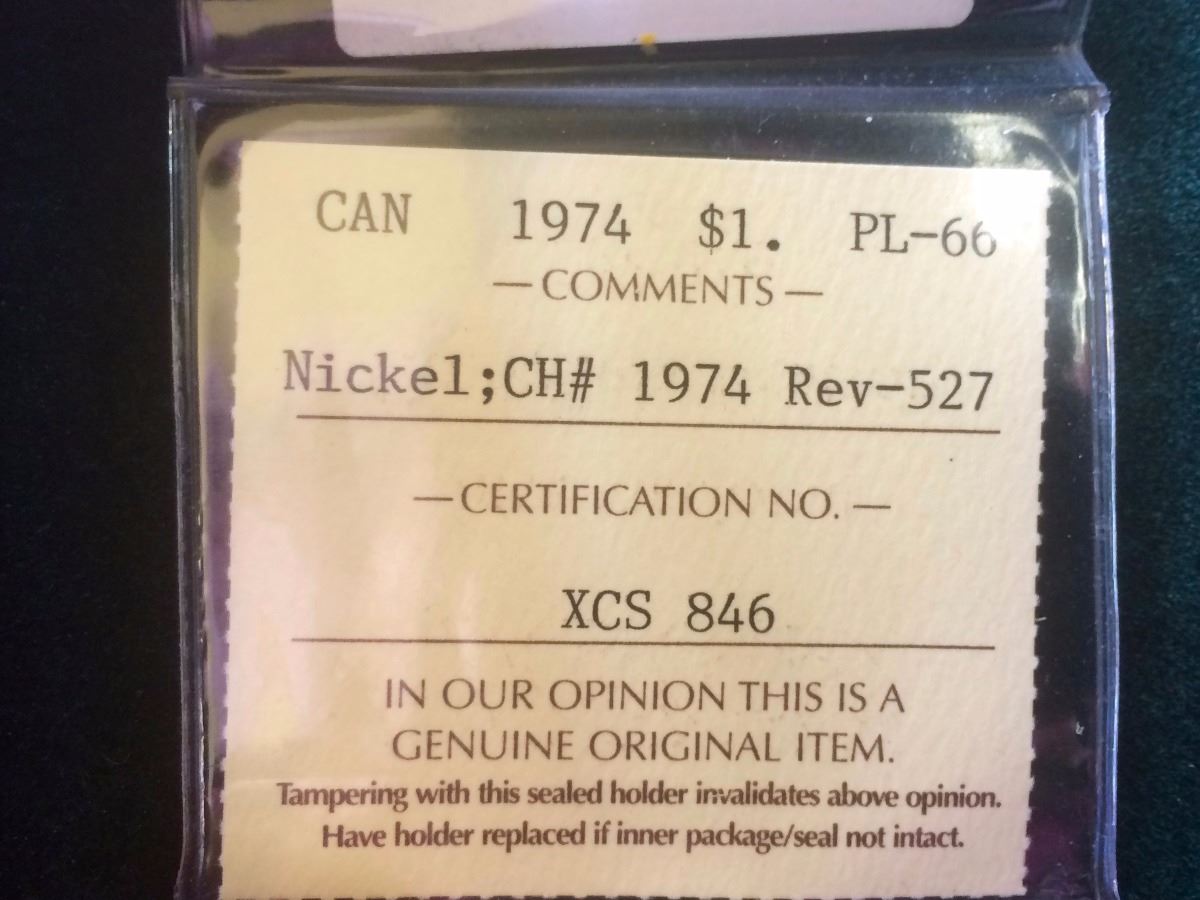 CAN 1974 $1. PL-66
— COMMENTS —
Nickel;CH# 1974 Rev-527
— CERTIFICATION NO. —
XCS 846
IN OUR OPINION THIS IS A
GENUINE ORIGINAL ITEM.
Tampering with this sealed holder invalidates above opinion.
Have holder replaced if inner package/seal not intact.